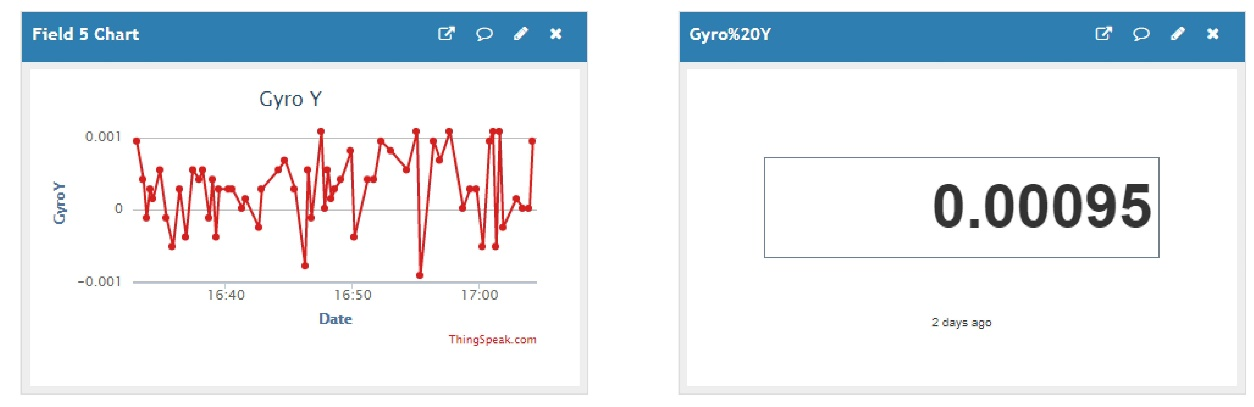 Field 5 Chart
Gyro Y
GyroY
0.001
0
−0.001
16:40 16:50 17:00
Date
ThingSpeak.com
Gyro%20Y
0.00095
2 days ago